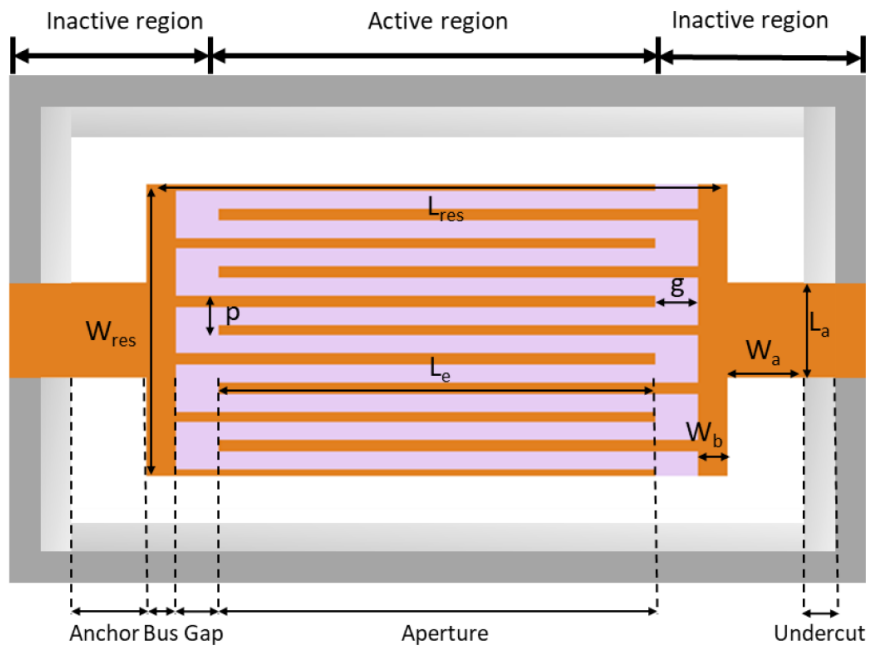 Inactive region
Active region
Inactive region
Lres
g
p
Wres
La
Wa
Le
Wb
Anchor
Bus
Gap
Aperture
Undercut